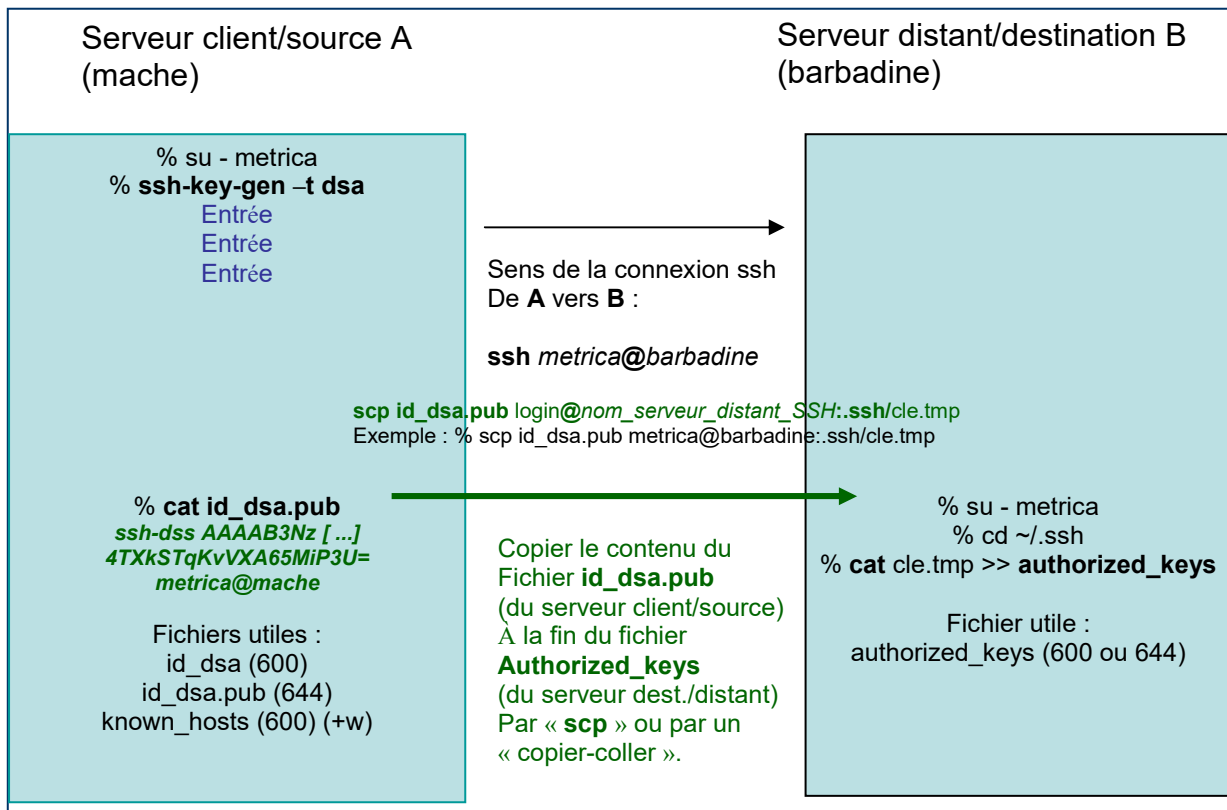 Serveur client/source A
(mache)
Serveur distant/destination B
(barbadine)
% su - metrica
% ssh-key-gen –t dsa
Entrée
Entrée
Entrée
Sens de la connexion ssh
De A vers B :
ssh metrica@barbadine
scp id_dsa.pub login@nom_serveur_distant_SSH:.ssh/cle.tmp
Exemple : % scp id_dsa.pub metrica@barbadine:.ssh/cle.tmp
% cat id_dsa.pub
ssh-dss AAAAB3Nz [ ...]
4TXkSTqKvVXA65MiP3U=
metrica@mache
Fichiers utiles :
id_dsa (600)
id_dsa.pub (644)
known_hosts (600) (+w)
Copier le contenu du
Fichier id_dsa.pub
(du serveur client/source)
À la fin du fichier
Authorized_keys
(du serveur dest./distant)
Par « scp » ou par un
« copier-coller ».
% su - metrica
% cd ~/.ssh
% cat cle.tmp >> authorized_keys
Fichier utile :
authorized_keys (600 ou 644)